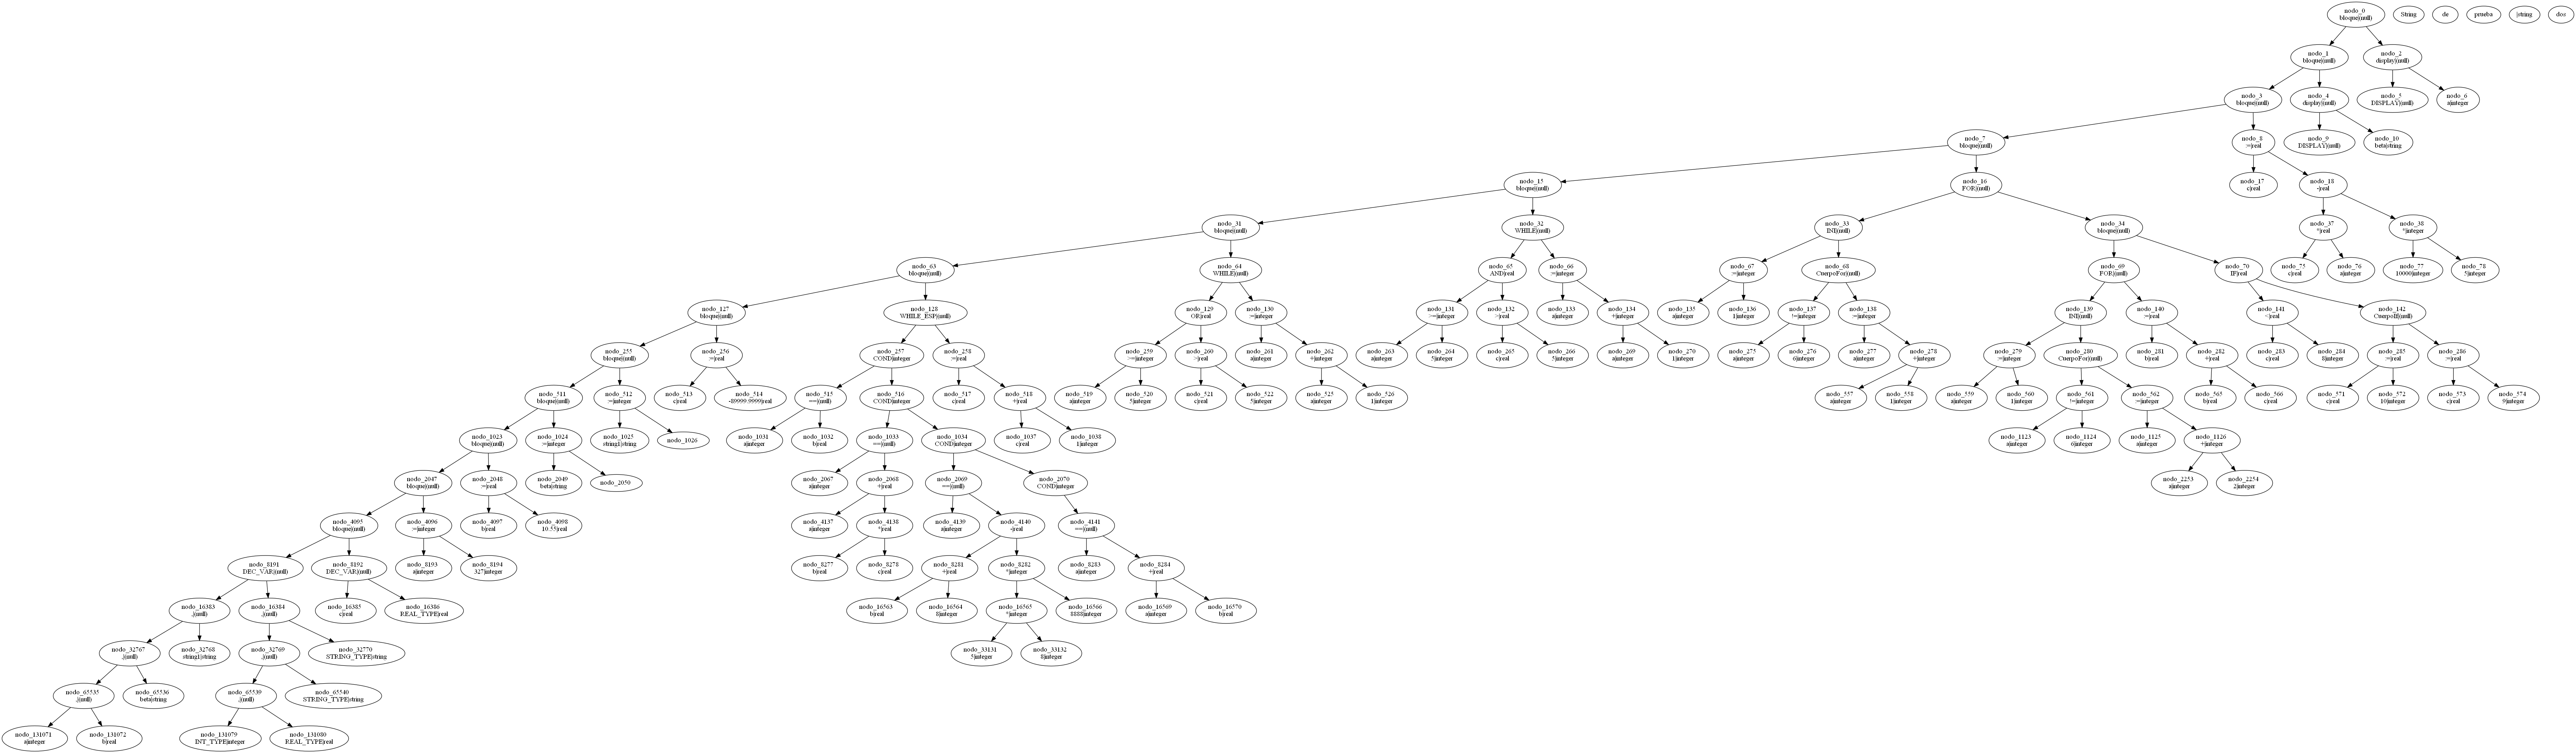 nodo_0
bloque|(null)
String
de
prueba
|string
dos
nodo_1
bloque|(null)
nodo_2
display|(null)
nodo_3
bloque|(null)
nodo_4
display|(null)
nodo_5
DISPLAY|(null)
nodo_6
a|integer
nodo_7
bloque|(null)
nodo_8
:=|real
nodo_9
DISPLAY|(null)
nodo_10
beta|string
nodo_15
bloque|(null)
nodo_16
FOR|(null)
nodo_17
c|real
nodo_18
-|real
nodo_31
bloque|(null)
nodo_32
WHILE|(null)
nodo_33
INI|(null)
nodo_34
bloque|(null)
nodo_37
*|real
nodo_38
*|integer
nodo_63
bloque|(null)
nodo_64
WHILE|(null)
nodo_65
AND|real
nodo_66
:=|integer
nodo_67
:=|integer
nodo_68
CuerpoFor|(null)
nodo_69
FOR|(null)
nodo_70
IF|real
nodo_75
c|real
nodo_76
a|integer
nodo_77
10000|integer
nodo_78
5|integer
nodo_127
bloque|(null)
nodo_128
WHILE_ESP|(null)
nodo_129
OR|real
nodo_130
:=|integer
nodo_131
>=|integer
nodo_132
>|real
nodo_133
a|integer
nodo_134
+|integer
nodo_135
a|integer
nodo_136
1|integer
nodo_137
!=|integer
nodo_138
:=|integer
nodo_139
INI|(null)
nodo_140
:=|real
nodo_141
<|real
nodo_142
CuerpoIf|(null)
nodo_255
bloque|(null)
nodo_256
:=|real
nodo_257
COND|integer
nodo_258
:=|real
nodo_259
>=|integer
nodo_260
>|real
nodo_261
a|integer
nodo_262
+|integer
nodo_263
a|integer
nodo_264
5|integer
nodo_265
c|real
nodo_266
5|integer
nodo_269
a|integer
nodo_270
1|integer
nodo_275
a|integer
nodo_276
6|integer
nodo_277
a|integer
nodo_278
+|integer
nodo_279
:=|integer
nodo_280
CuerpoFor|(null)
nodo_281
b|real
nodo_282
+|real
nodo_283
c|real
nodo_284
8|integer
nodo_285
:=|real
nodo_286
:=|real
nodo_511
bloque|(null)
nodo_512
:=|integer
nodo_513
c|real
nodo_514
-89999.9999|real
nodo_515
==|(null)
nodo_516
COND|integer
nodo_517
c|real
nodo_518
+|real
nodo_519
a|integer
nodo_520
5|integer
nodo_521
c|real
nodo_522
5|integer
nodo_525
a|integer
nodo_526
1|integer
nodo_557
a|integer
nodo_558
1|integer
nodo_559
a|integer
nodo_560
1|integer
nodo_561
!=|integer
nodo_562
:=|integer
nodo_565
b|real
nodo_566
c|real
nodo_571
c|real
nodo_572
10|integer
nodo_573
c|real
nodo_574
9|integer
nodo_1023
bloque|(null)
nodo_1024
:=|integer
nodo_1025
string1|string
nodo_1026
nodo_1031
a|integer
nodo_1032
b|real
nodo_1033
==|(null)
nodo_1034
COND|integer
nodo_1037
c|real
nodo_1038
1|integer
nodo_1123
a|integer
nodo_1124
6|integer
nodo_1125
a|integer
nodo_1126
+|integer
nodo_2047
bloque|(null)
nodo_2048
:=|real
nodo_2049
beta|string
nodo_2050
nodo_2067
a|integer
nodo_2068
+|real
nodo_2069
==|(null)
nodo_2070
COND|integer
nodo_2253
a|integer
nodo_2254
2|integer
nodo_4095
bloque|(null)
nodo_4096
:=|integer
nodo_4097
b|real
nodo_4098
10.55|real
nodo_4137
a|integer
nodo_4138
*|real
nodo_4139
a|integer
nodo_4140
-|real
nodo_4141
==|(null)
nodo_8191
DEC_VAR|(null)
nodo_8192
DEC_VAR|(null)
nodo_8193
a|integer
nodo_8194
327|integer
nodo_8277
b|real
nodo_8278
c|real
nodo_8281
+|real
nodo_8282
*|integer
nodo_8283
a|integer
nodo_8284
+|real
nodo_16383
,|(null)
nodo_16384
,|(null)
nodo_16385
c|real
nodo_16386
REAL_TYPE|real
nodo_16563
b|real
nodo_16564
8|integer
nodo_16565
*|integer
nodo_16566
8888|integer
nodo_16569
a|integer
nodo_16570
b|real
nodo_32767
,|(null)
nodo_32768
string1|string
nodo_32769
,|(null)
nodo_32770
STRING_TYPE|string
nodo_33131
5|integer
nodo_33132
8|integer
nodo_65535
,|(null)
nodo_65536
beta|string
nodo_65539
,|(null)
nodo_65540
STRING_TYPE|string
nodo_131071
a|integer
nodo_131072
b|real
nodo_131079
INT_TYPE|integer
nodo_131080
REAL_TYPE|real